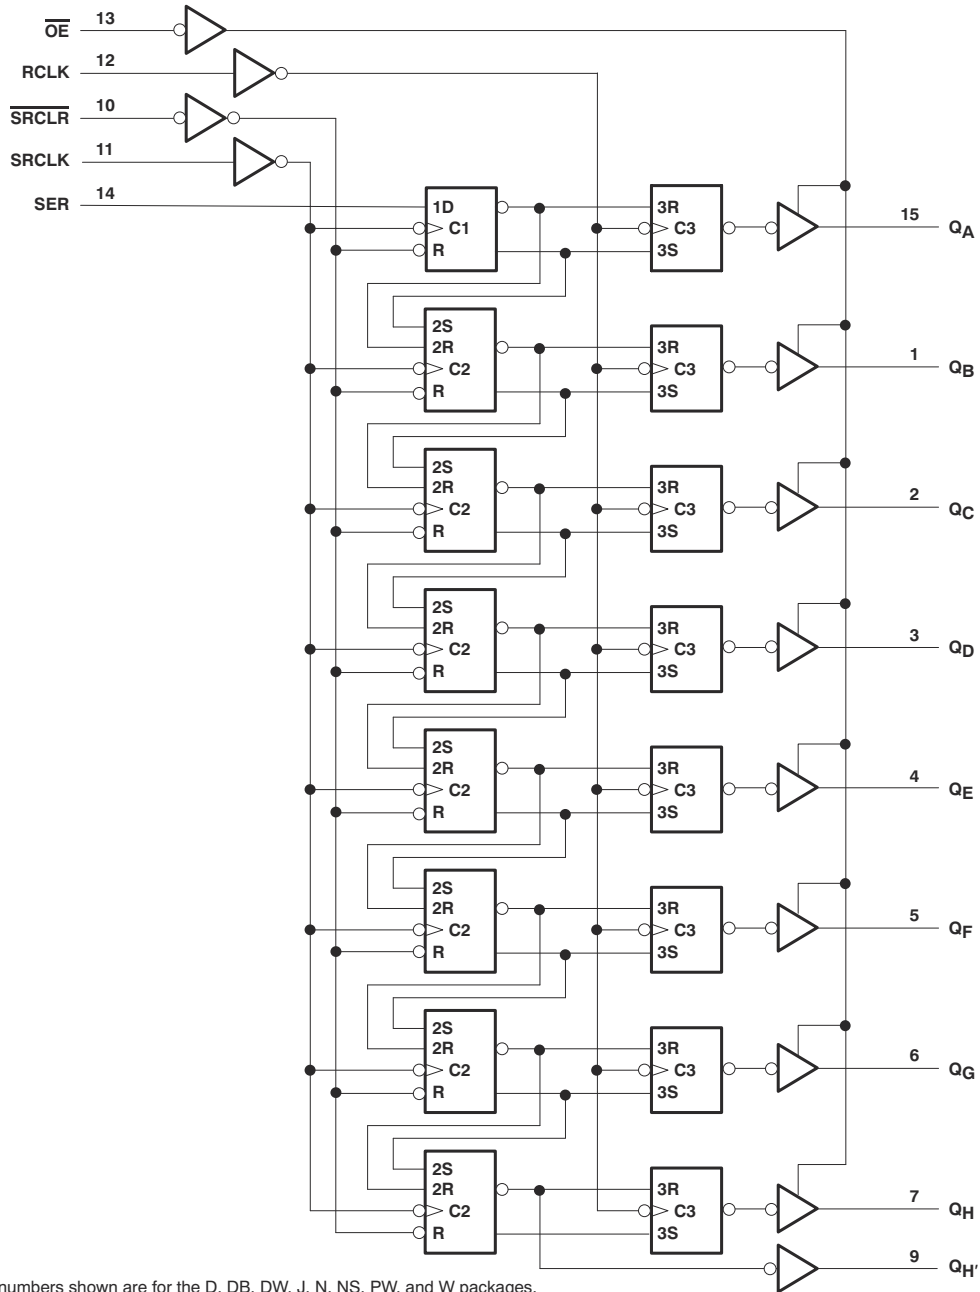 OE 13
RCLK 12
SRCLR 10
SRCLK 11
SER 14
1D
C1
R
3R
C3
3S
15 QA
2S
2R
C2
R
3R
C3
3S
1 QB
2S
2R
C2
R
3R
C3
3S
2 QC
2S
2R
C2
R
3R
C3
3S
3 QD
2S
2R
C2
R
3R
C3
3S
4 QE
2S
2R
C2
R
3R
C3
3S
5 QF
2S
2R
C2
R
3R
C3
3S
6 QG
2S
2R
C2
R
3R
C3
3S
7 QH
9 QH'
numbers shown are for the D, DB, DW, J, N, NS, PW, and W packages.